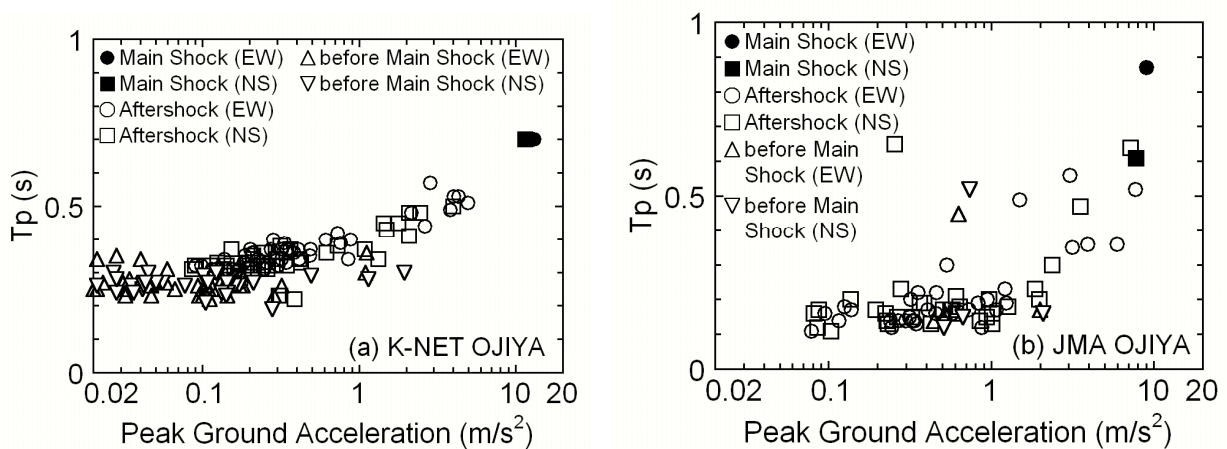 1
Main Shock (EW) before Main Shock (EW)
Main Shock (NS) before Main Shock (NS)
Aftershock (EW)
Aftershock (NS)
Tp (s)
0.5
(a) K-NET OJIYA
0
0.02 0.1 1 10 20
Peak Ground Acceleration (m/s²)
1
Main Shock (EW)
Main Shock (NS)
Aftershock (EW)
Aftershock (NS)
before Main
Shock (EW)
before Main
Shock (NS)
Tp (s)
0.5
(b) JMA OJIYA
0
0.02 0.1 1 10 20
Peak Ground Acceleration (m/s²)